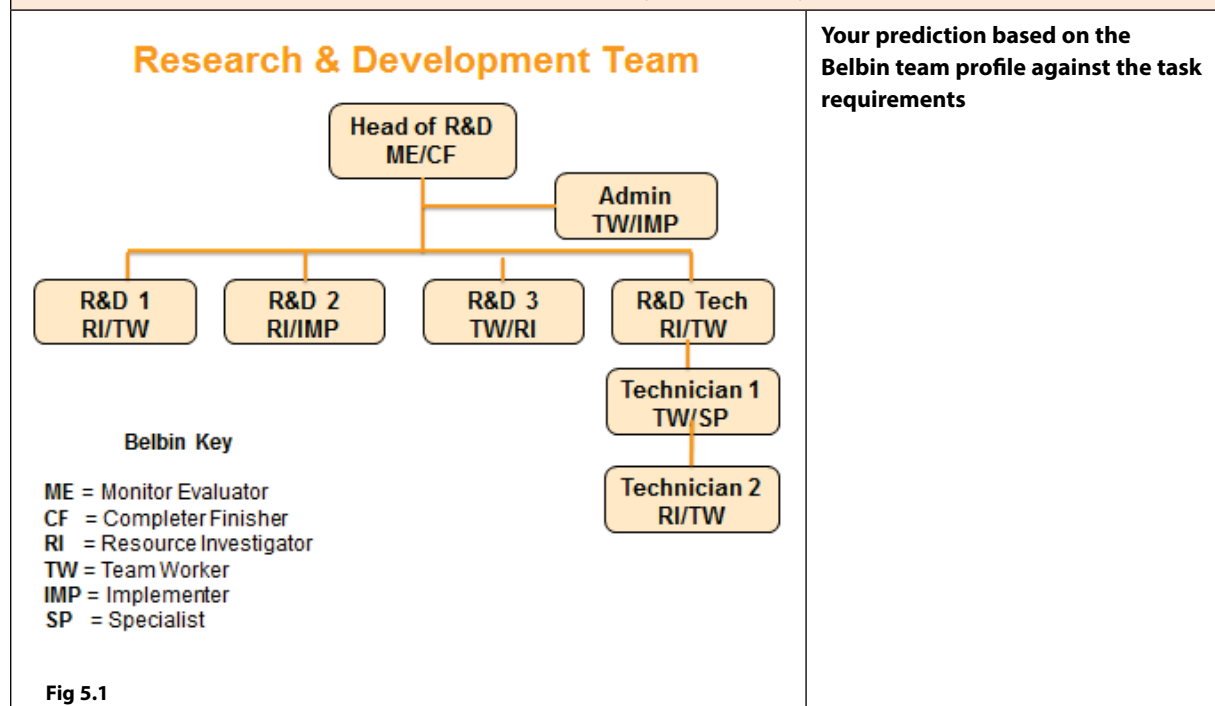 Research & Development Team
Head of R&D
ME/CF
Admin
TW/IMP
R&D 1
RI/TW
R&D 2
RI/IMP
R&D 3
TW/RI
R&D Tech
RI/TW
Technician 1
TW/SP
Technician 2
RI/TW
Belbin Key
ME = Monitor Evaluator
CF = Completer Finisher
RI = Resource Investigator
TW = Team Worker
IMP = Implementer
SP = Specialist
Fig 5.1
Your prediction based on the
Belbin team profile against the task
requirements